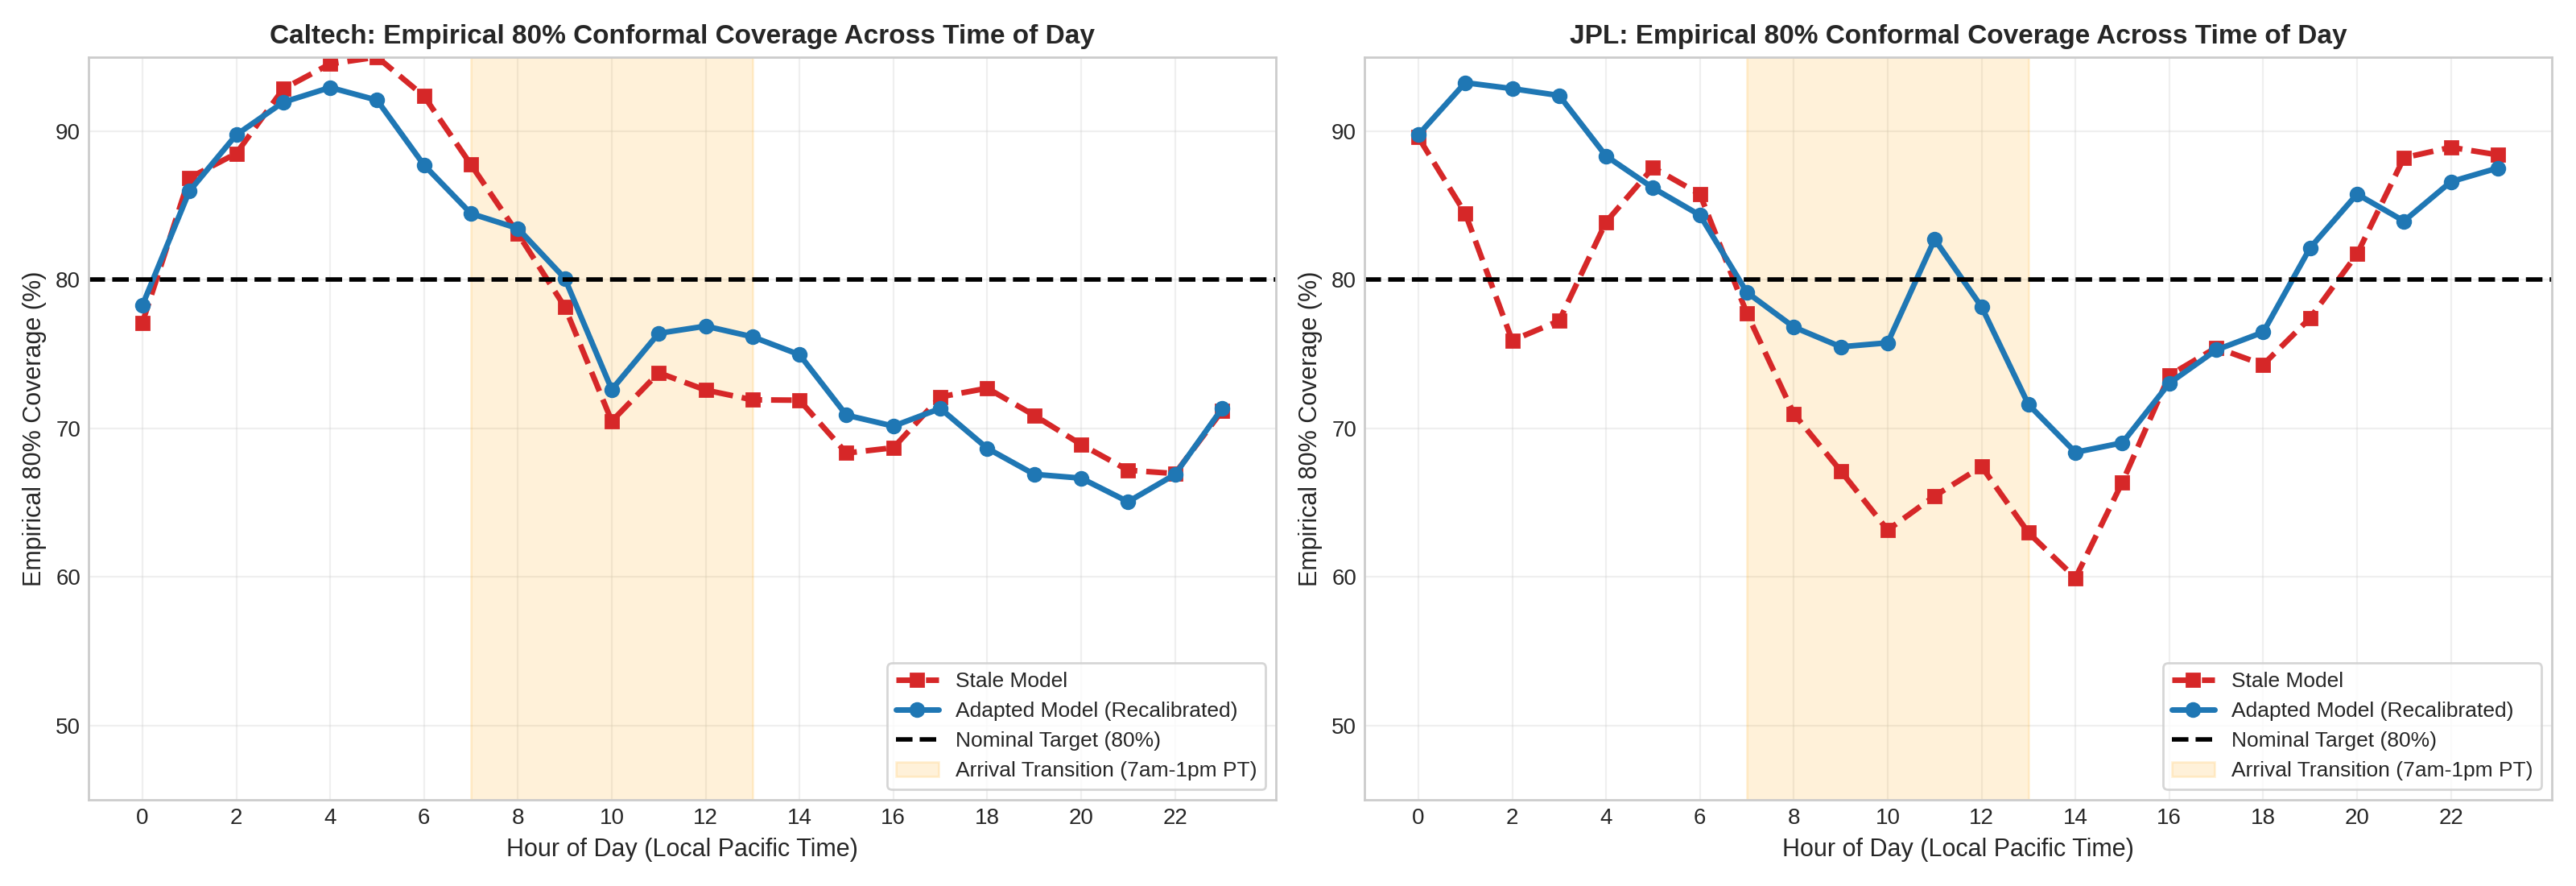 Caltech: Empirical 80% Conformal Coverage Across Time of Day
Empirical 80% Coverage (%)
90
80
70
60
50
0 2 4 6 8 10 12 14 16 18 20 22
Hour of Day (Local Pacific Time)
Stale Model
Adapted Model (Recalibrated)
Nominal Target (80%)
Arrival Transition (7am-1pm PT)
JPL: Empirical 80% Conformal Coverage Across Time of Day
Empirical 80% Coverage (%)
90
80
70
60
50
0 2 4 6 8 10 12 14 16 18 20 22
Hour of Day (Local Pacific Time)
Stale Model
Adapted Model (Recalibrated)
Nominal Target (80%)
Arrival Transition (7am-1pm PT)